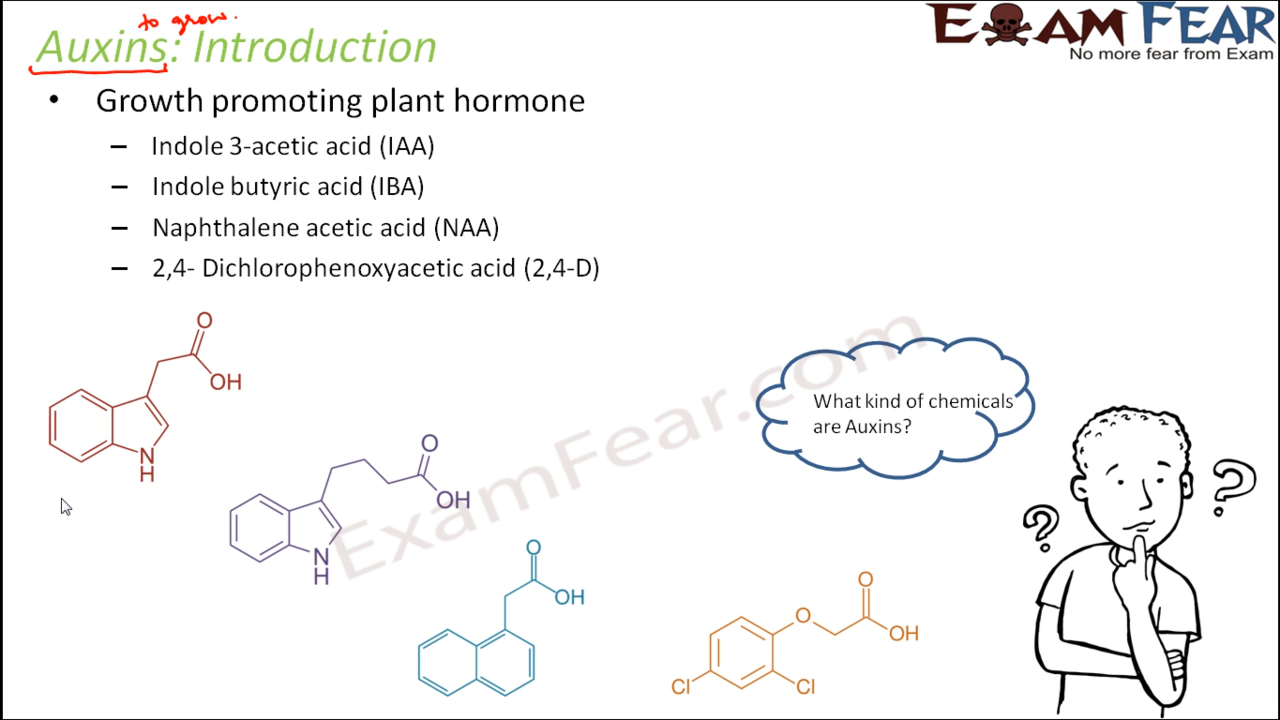 to grow.
Auxins: Introduction
EXAM FEAR
No more fear from Exam
• Growth promoting plant hormone
– Indole 3-acetic acid (IAA)
– Indole butyric acid (IBA)
– Naphthalene acetic acid (NAA)
– 2,4- Dichlorophenoxyacetic acid (2,4-D)
O
OH
N
H
O
OH
N
H
O
OH
O
O
OH
Cl
Cl
What kind of chemicals
are Auxins?
?
?
ExamFear.com